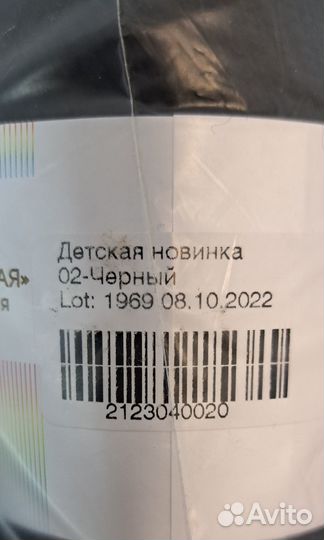 Детская новинка
02-Черный
Lot: 1969 08.10.2022
2123040020
Avito